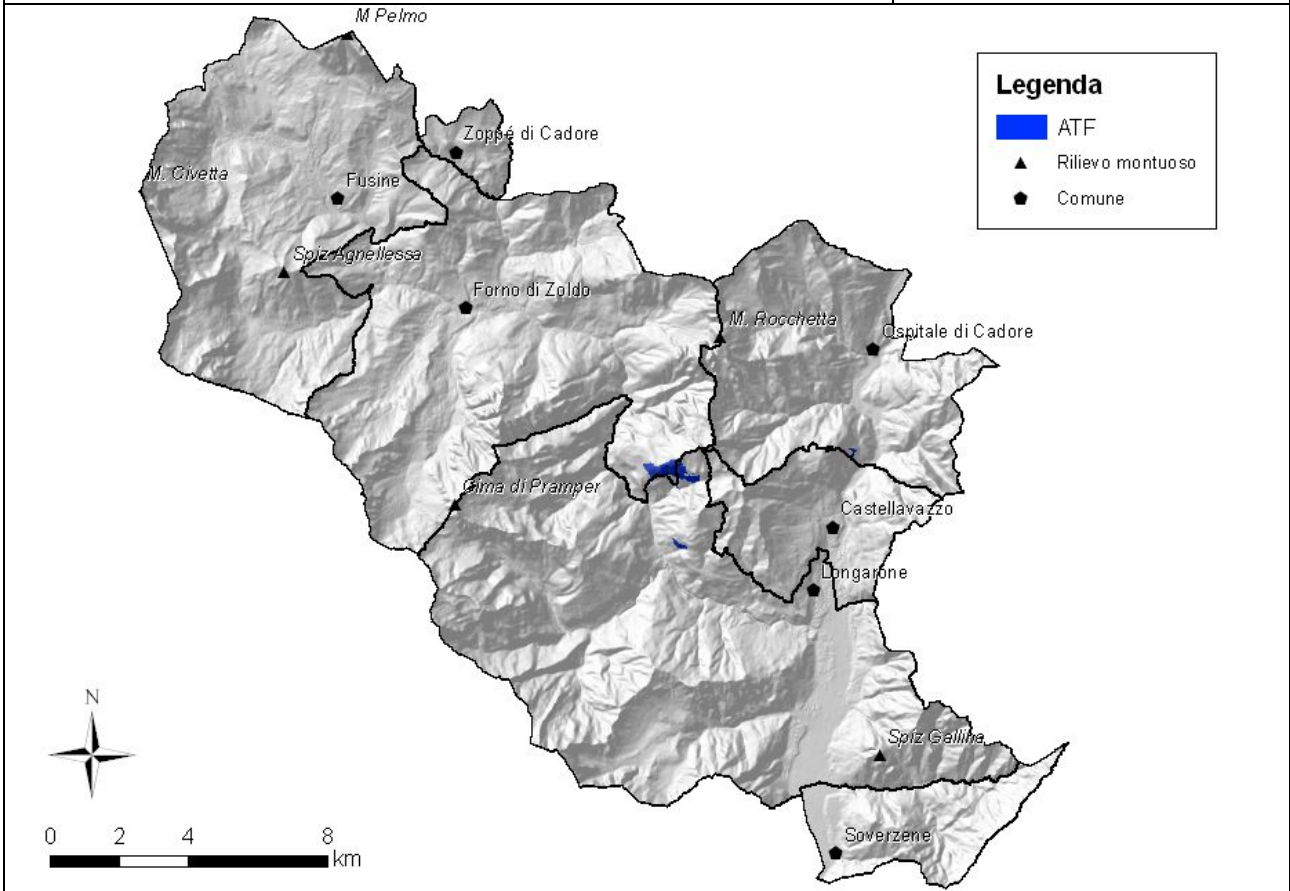 M Pelmo
Legenda
ATF
Rilievo montuoso
Comune
Zoppé di Cadore
M. Civetta
Fusine
Spiz Agnellessa
Forno di Zoldo
M. Rocchetta
Ospitale di Cadore
Cima di Pramper
Castellavazzo
Longarone
N
Spiz Gallina
Soverzene
0 2 4 8
km